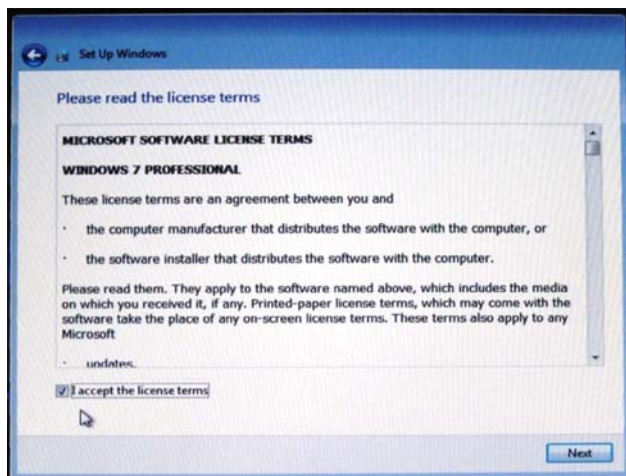 Set Up Windows
Please read the license terms
MICROSOFT SOFTWARE LICENSE TERMS
WINDOWS 7 PROFESSIONAL
These license terms are an agreement between you and
· the computer manufacturer that distributes the software with the computer, or
· the software installer that distributes the software with the computer.
Please read them. They apply to the software named above, which includes the media
on which you received it, if any. Printed-paper license terms, which may come with the
software take the place of any on-screen license terms. These terms also apply to any
Microsoft
· updates,
I accept the license terms
Next